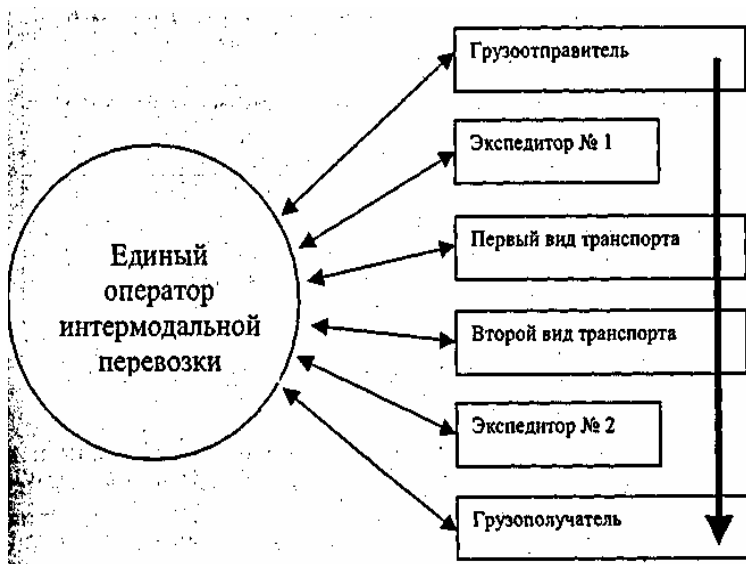 Грузоотправитель
Экспедитор № 1
Первый вид транспорта
Единый
оператор
интермодальной
перевозки
Второй вид транспорта
Экспедитор № 2
Грузополучатель